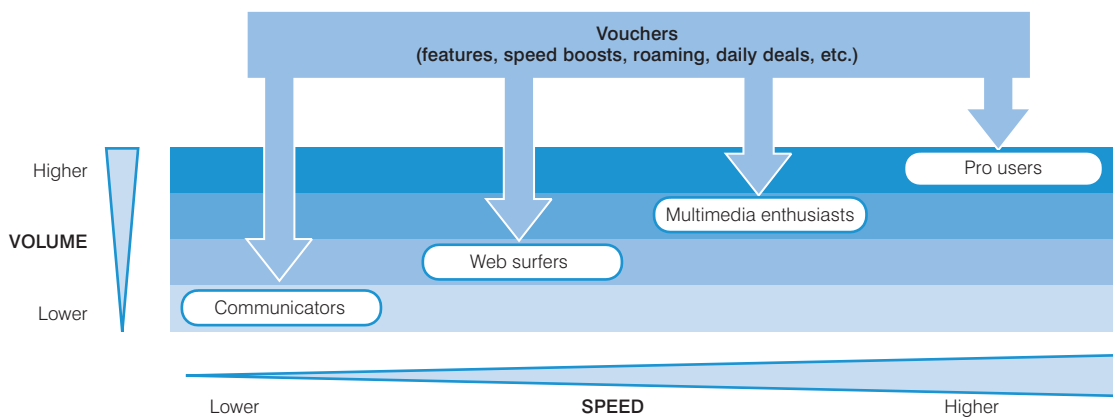 Vouchers
(features, speed boosts, roaming, daily deals, etc.)
Higher
Pro users
Multimedia enthusiasts
VOLUME
Web surfers
Communicators
Lower
Lower
SPEED
Higher